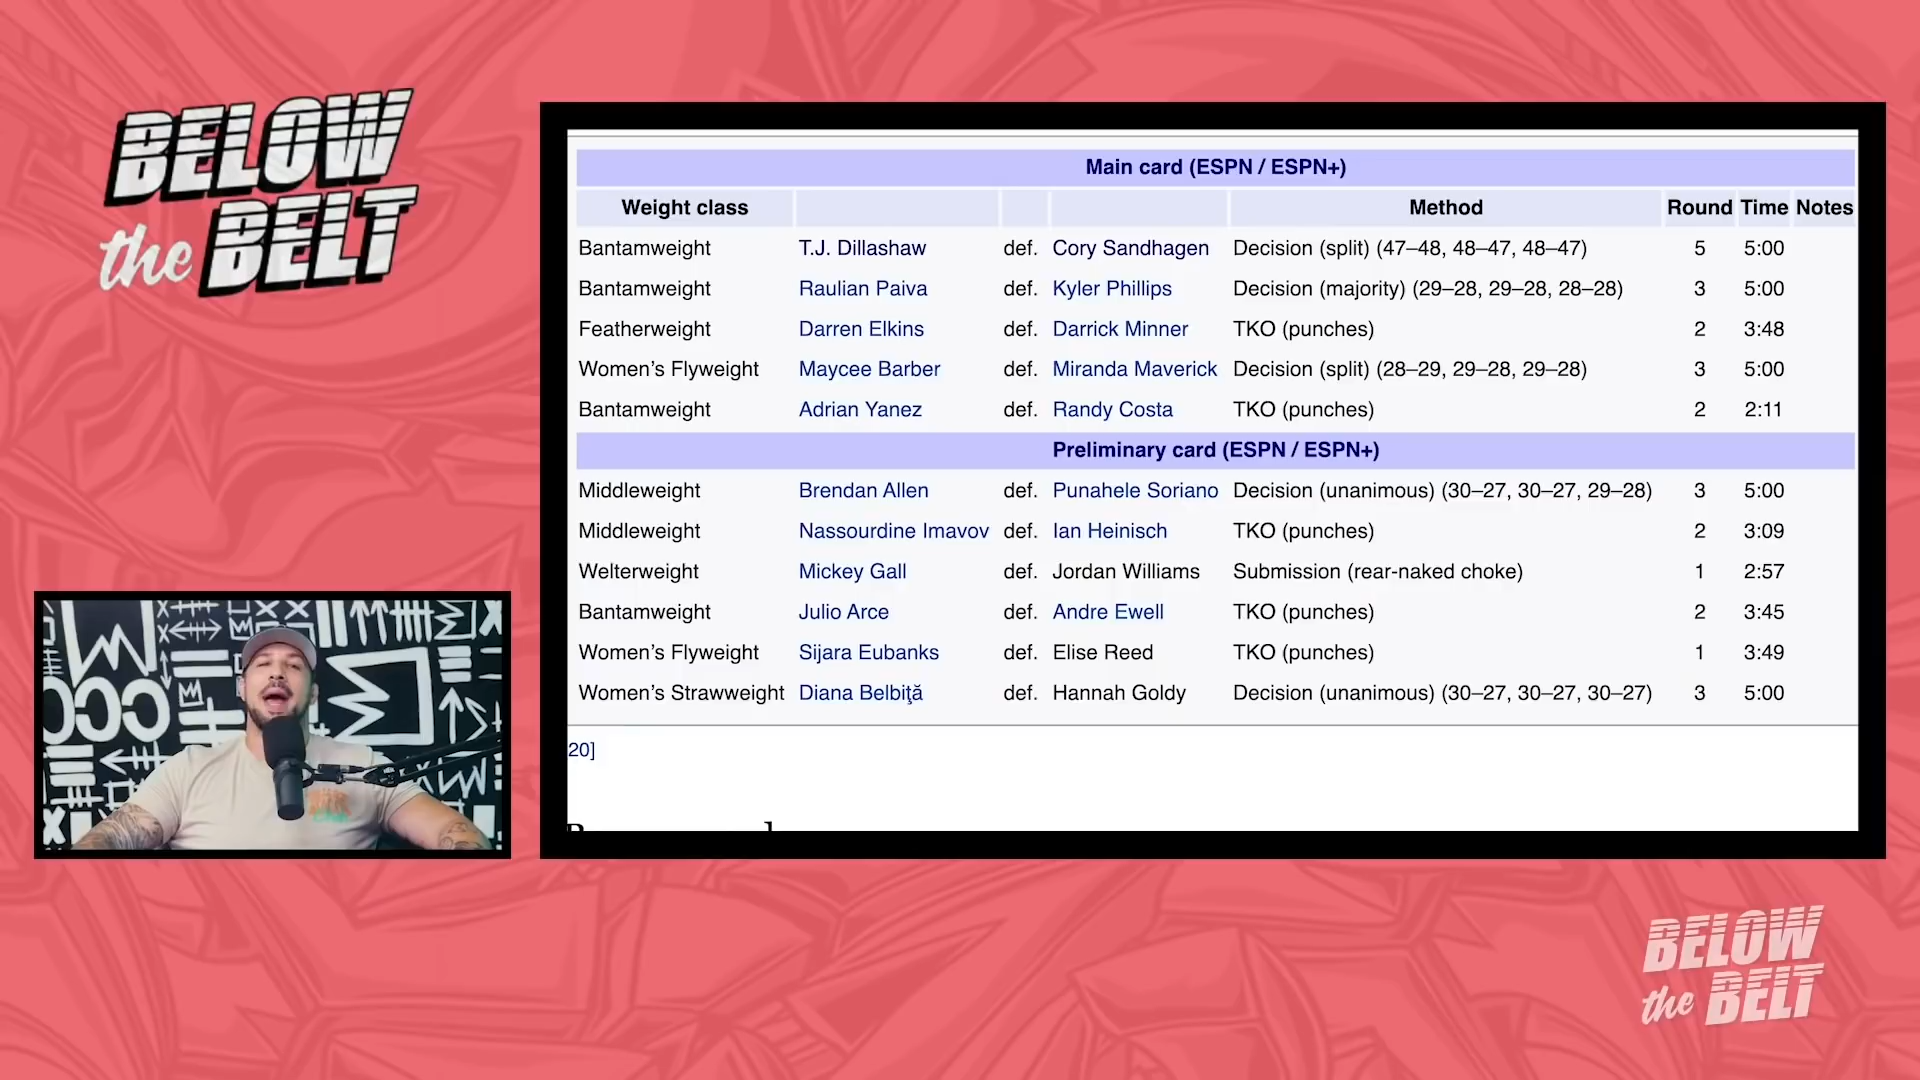 BELOW
the BELT
Main card (ESPN / ESPN+)
Weight class Method Round Time Notes
Bantamweight T.J. Dillashaw def. Cory Sandhagen Decision (split) (47–48, 48–47, 48–47) 5 5:00
Bantamweight Raulian Paiva def. Kyler Phillips Decision (majority) (29–28, 29–28, 28–28) 3 5:00
Featherweight Darren Elkins def. Darrick Minner TKO (punches) 2 3:48
Women’s Flyweight Maycee Barber def. Miranda Maverick Decision (split) (28–29, 29–28, 29–28) 3 5:00
Bantamweight Adrian Yanez def. Randy Costa TKO (punches) 2 2:11
Preliminary card (ESPN / ESPN+)
Middleweight Brendan Allen def. Punahele Soriano Decision (unanimous) (30–27, 30–27, 29–28) 3 5:00
Middleweight Nassourdine Imavov def. Ian Heinisch TKO (punches) 2 3:09
Welterweight Mickey Gall def. Jordan Williams Submission (rear-naked choke) 1 2:57
Bantamweight Julio Arce def. Andre Ewell TKO (punches) 2 3:45
Women’s Flyweight Sijara Eubanks def. Elise Reed TKO (punches) 1 3:49
Women’s Strawweight Diana Belbiţă def. Hannah Goldy Decision (unanimous) (30–27, 30–27, 30–27) 3 5:00
20]
BELOW
the BELT